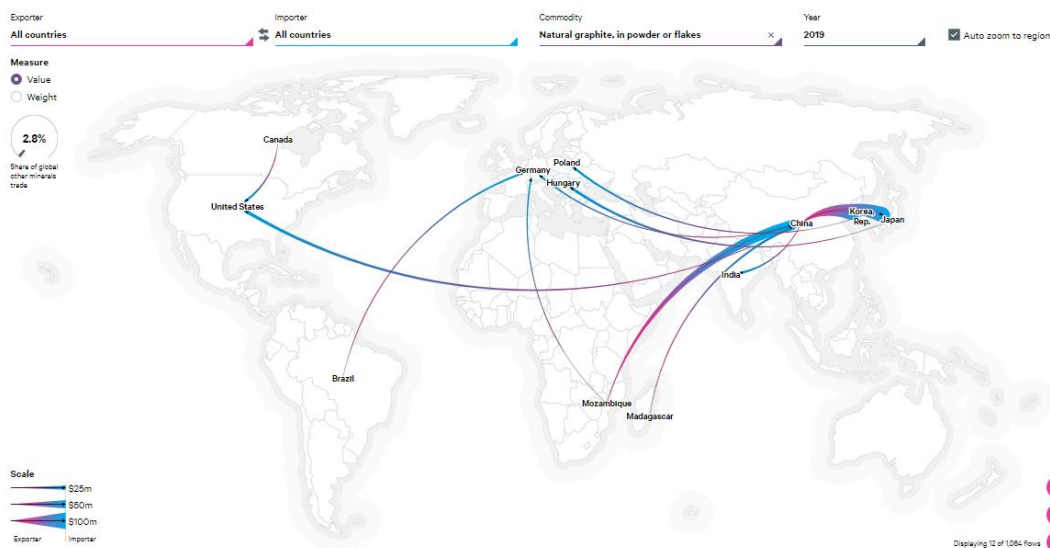 Exporter
All countries
Importer
All countries
Commodity
Natural graphite, in powder or flakes ×
Year
2019
Auto zoom to region
Measure
Value
Weight
2.8%
Share of global
other minerals
trade
Canada
United States
Germany
Poland
Hungary
China
Korea,
Rep.
Japan
India
Brazil
Mozambique
Madagascar
Scale
$25m
$50m
$100m
Exporter
Importer
Displaying 12 of 1,084 flows